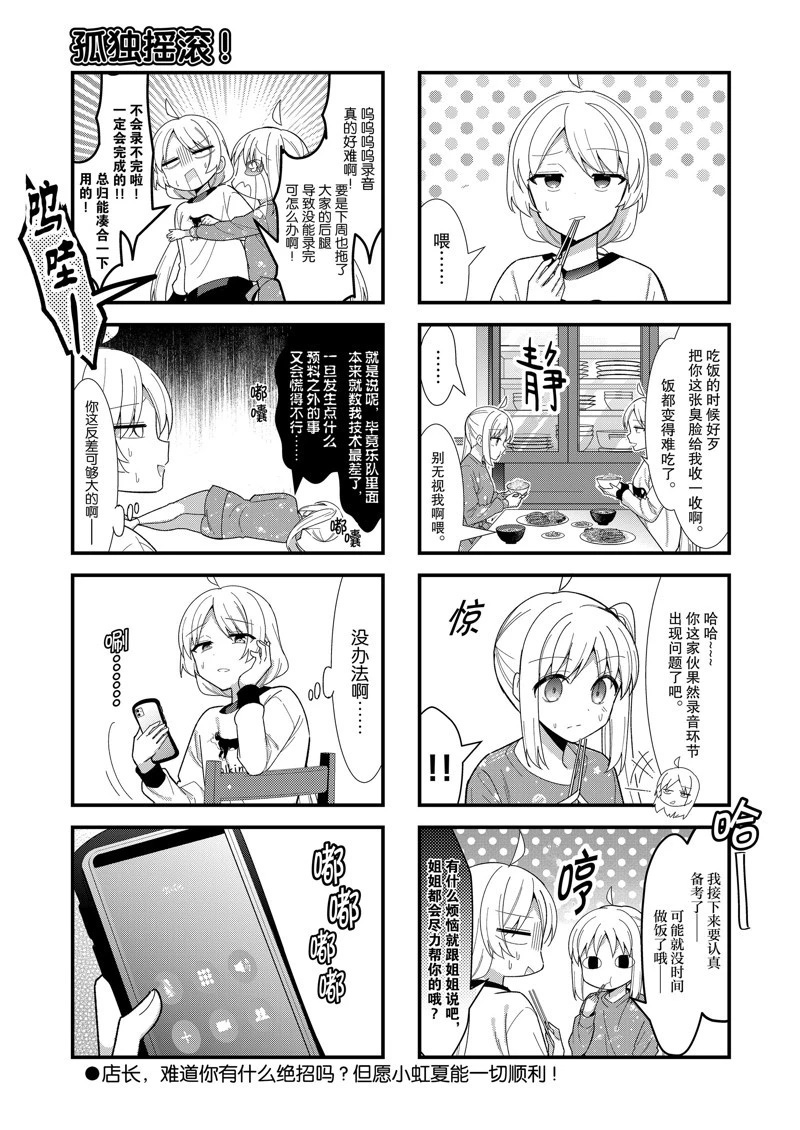 孤独摇滚！
喂……
吃饭的时候好歹
把你这张臭脸给我收一收啊。
饭都变得难吃了。
静
……
别无视我啊喂。
哈哈~~~
你这家伙果然录音环节
出现问题了吧。
惊
!!
哈——
我接下来要认真
备考了——
可能就没时间
做饭了哦——
哼
有什么烦恼就跟姐姐说吧，
姐姐都会尽力帮你的哦？
呜呜呜呜录音
真的好难啊！
要是下周也拖了
大家的后腿
导致没能录完
可怎么办啊！
不会录不完啦！
一定会完成的!!
总归能凑合一下
用的！
呜哇——
就是说呢，毕竟乐队里面
本来就数我技术最差了，
一旦发生点什么
预料之外的事
又会慌得不行……
嘟囔
嘟囔
你这反差可够
大的啊——
没办法啊……
唰……
lkin
嘟嘟嘟嘟
●店长，难道你有什么绝招吗？但愿小虹夏能一切顺利！